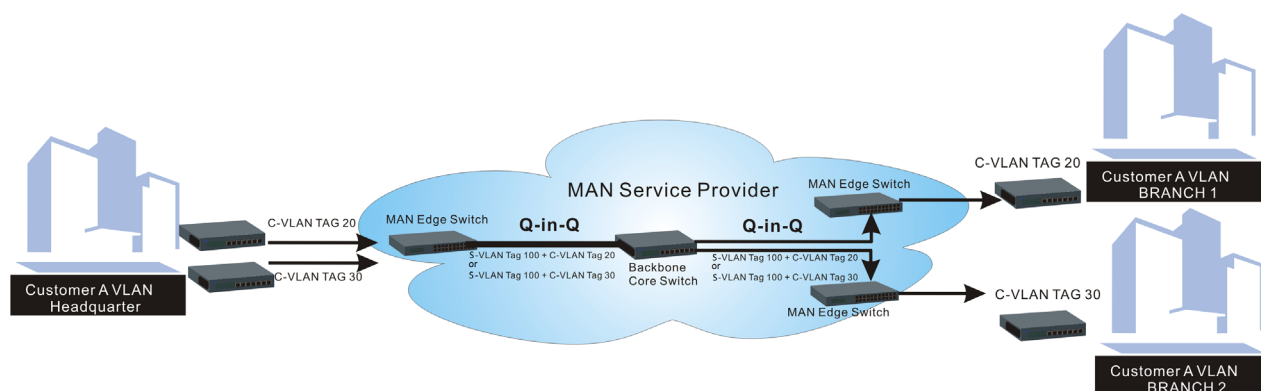 C-VLAN TAG 20
C-VLAN TAG 30
Customer A VLAN
Headquarter
MAN Service Provider
MAN Edge Switch
Q-in-Q
S-VLAN Tag 100 + C-VLAN Tag 20
or
S-VLAN Tag 100 + C-VLAN Tag 30
Backbone
Core Switch
Q-in-Q
S-VLAN Tag 100 + C-VLAN Tag 20
or
S-VLAN Tag 100 + C-VLAN Tag 30
MAN Edge Switch
MAN Edge Switch
C-VLAN TAG 20
Customer A VLAN
BRANCH 1
C-VLAN TAG 30
Customer A VLAN
BRANCH 2